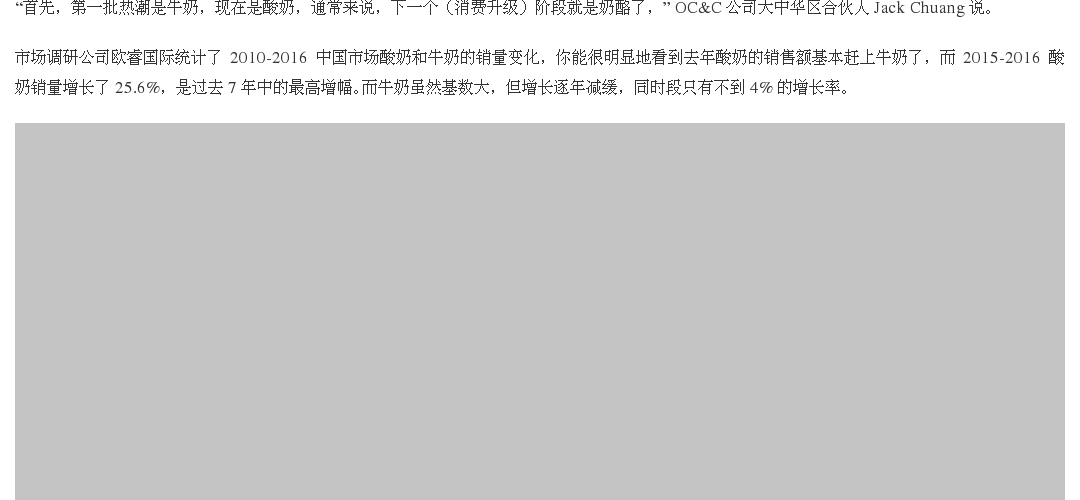 “首先，第一批热潮是牛奶，现在是酸奶，通常来说，下一个（消费升级）阶段就是奶酪了，” OC&C 公司大中华区合伙人 Jack Chuang 说。
市场调研公司欧睿国际统计了 2010-2016 中国市场酸奶和牛奶的销量变化，你能很明显地看到去年酸奶的销售额基本赶上牛奶了，而 2015-2016 酸
奶销量增长了 25.6%，是过去 7 年中的最高增幅。而牛奶虽然基数大，但增长逐年减缓，同时段只有不到 4% 的增长率。